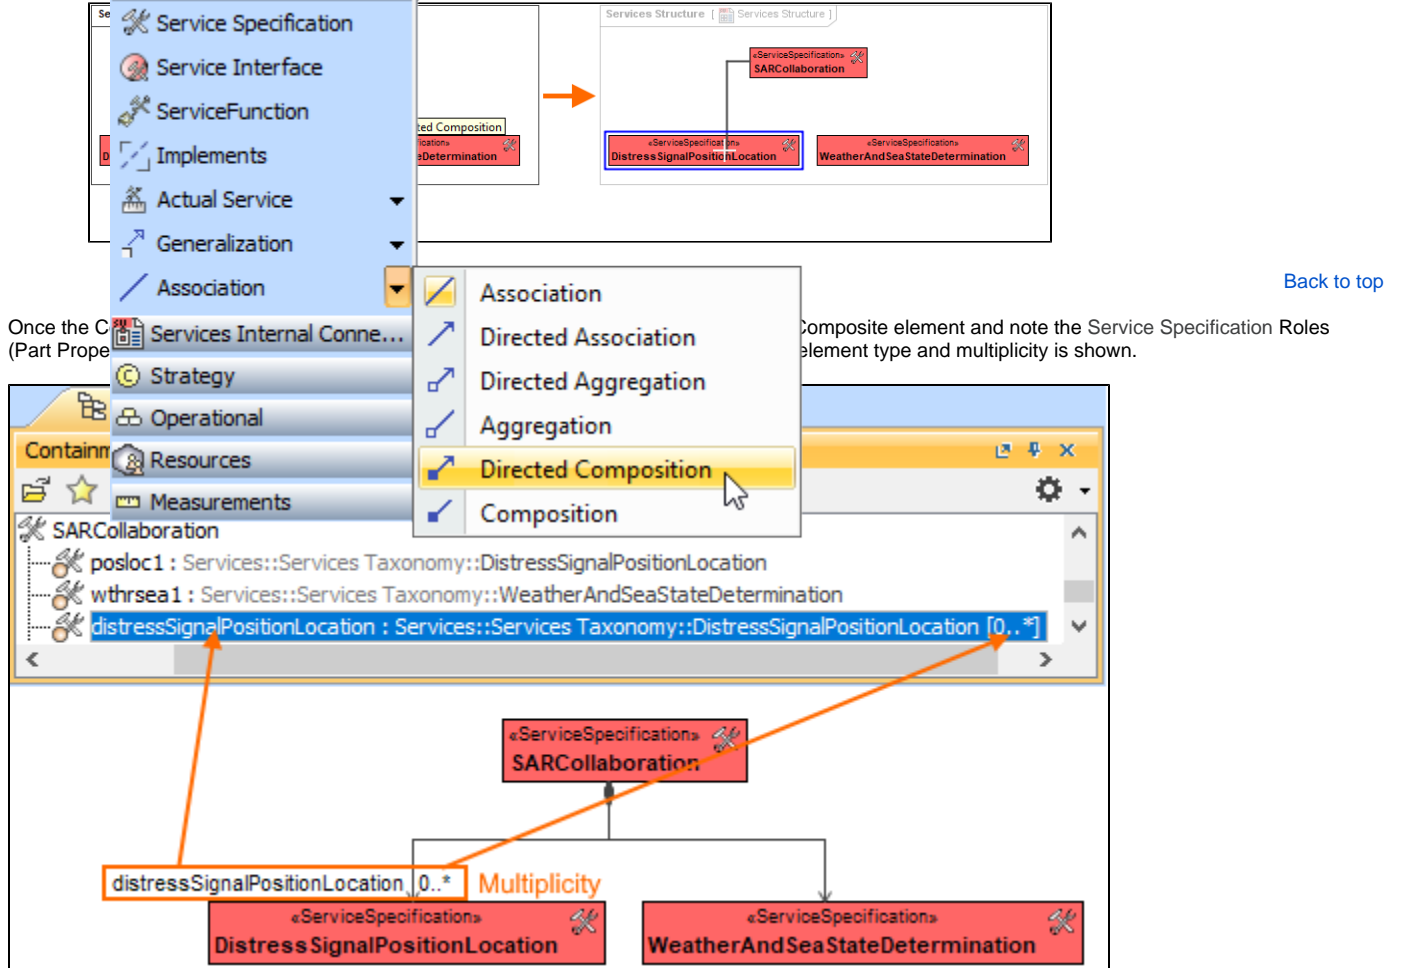 Se
Service Specification
Service Interface
ServiceFunction
Implements
Actual Service
Generalization
Association
Services Internal Conne...
Strategy
Operational
Resources
Measurements
ted Composition
D
eDetermination
Services Structure [ Services Structure ]
«ServiceSpecification»
SARCollaboration
«ServiceSpecification»
DistressSignalPositionLocation
«ServiceSpecification»
WeatherAndSeaStateDetermination
Back to top
Association
Directed Association
Directed Aggregation
Aggregation
Directed Composition
Composition
Once the C Composite element and note the Service Specification Roles
(Part Prope element type and multiplicity is shown.
Containm
SARCollaboration
posloc1 : Services::Services Taxonomy::DistressSignalPositionLocation
wthrsea1 : Services::Services Taxonomy::WeatherAndSeaStateDetermination
distressSignalPositionLocation : Services::Services Taxonomy::DistressSignalPositionLocation [0..*]
«ServiceSpecification»
SARCollaboration
distressSignalPositionLocation 0..* Multiplicity
«ServiceSpecification»
DistressSignalPositionLocation
«ServiceSpecification»
WeatherAndSeaStateDetermination